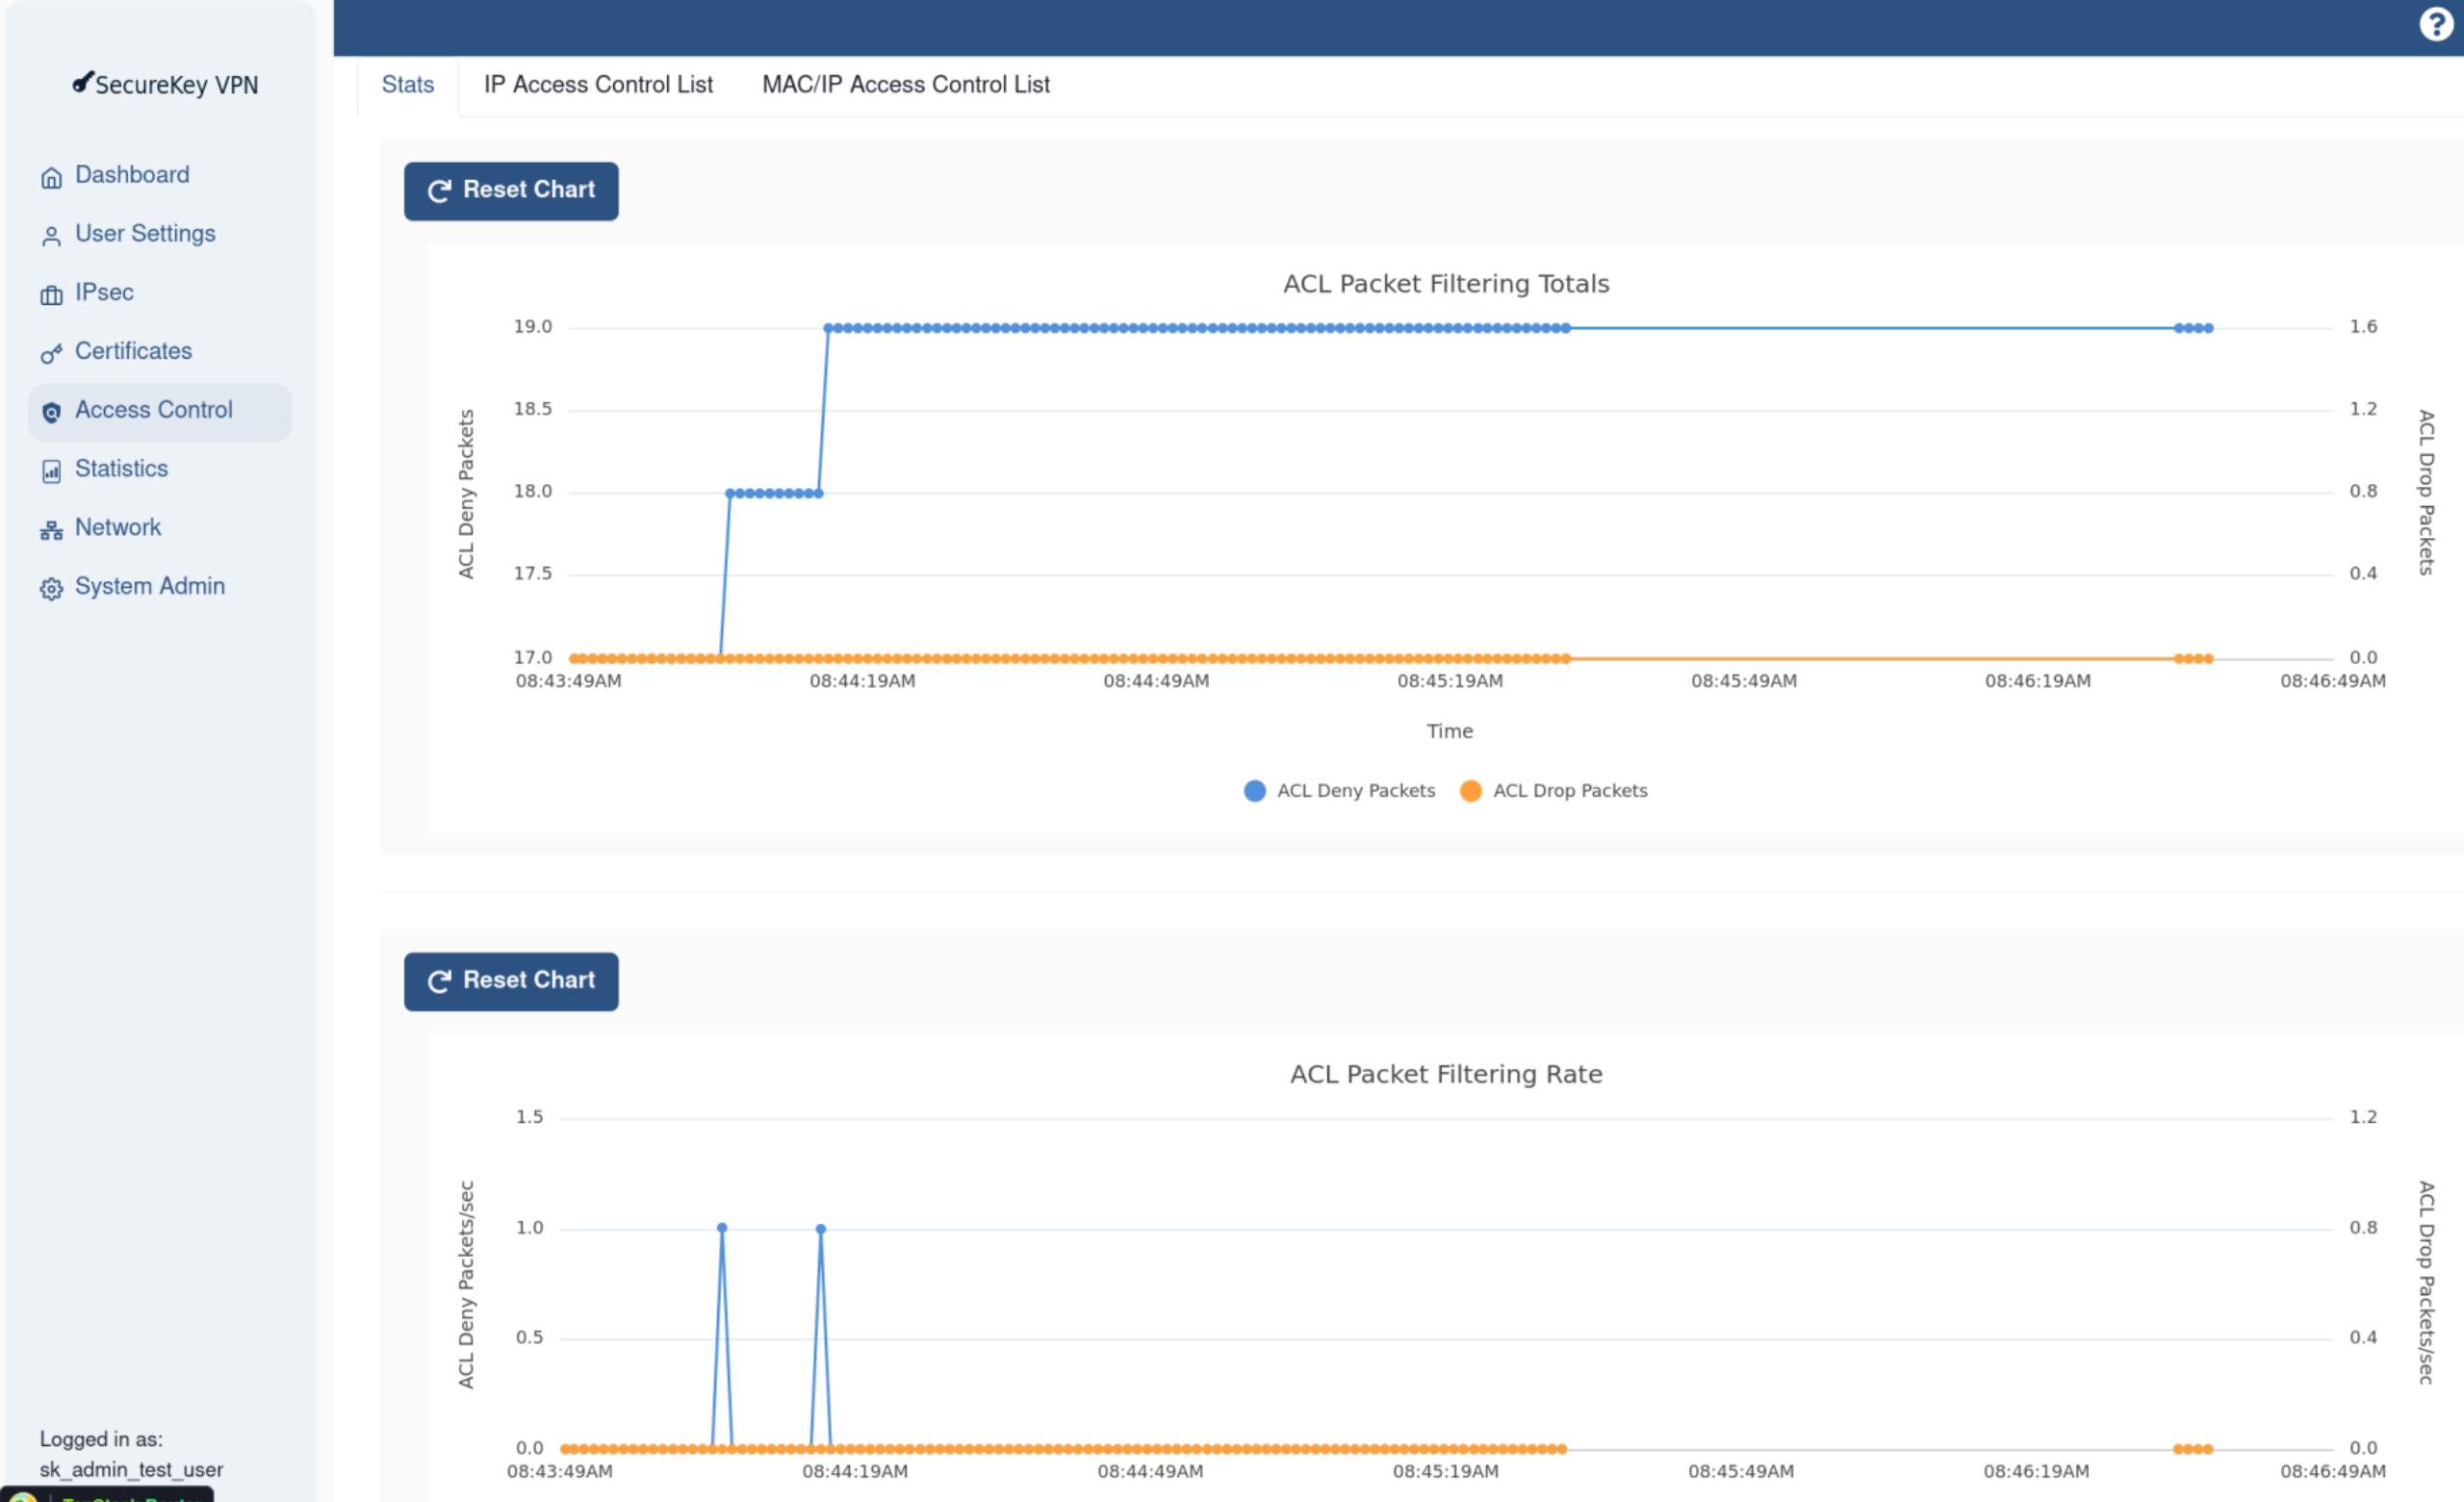 SecureKey VPN
Dashboard
User Settings
IPsec
Certificates
Access Control
Statistics
Network
System Admin
Logged in as:
sk_admin_test_user
?
Stats IP Access Control List MAC/IP Access Control List
Reset Chart
ACL Packet Filtering Totals
19.0
18.5
18.0
17.5
17.0
ACL Deny Packets
1.6
1.2
0.8
0.4
0.0
ACL Drop Packets
08:43:49AM 08:44:19AM 08:44:49AM 08:45:19AM 08:45:49AM 08:46:19AM 08:46:49AM
Time
ACL Deny Packets ACL Drop Packets
Reset Chart
ACL Packet Filtering Rate
1.5
1.0
0.5
0.0
ACL Deny Packets/sec
1.2
0.8
0.4
0.0
ACL Drop Packets/sec
08:43:49AM 08:44:19AM 08:44:49AM 08:45:19AM 08:45:49AM 08:46:19AM 08:46:49AM